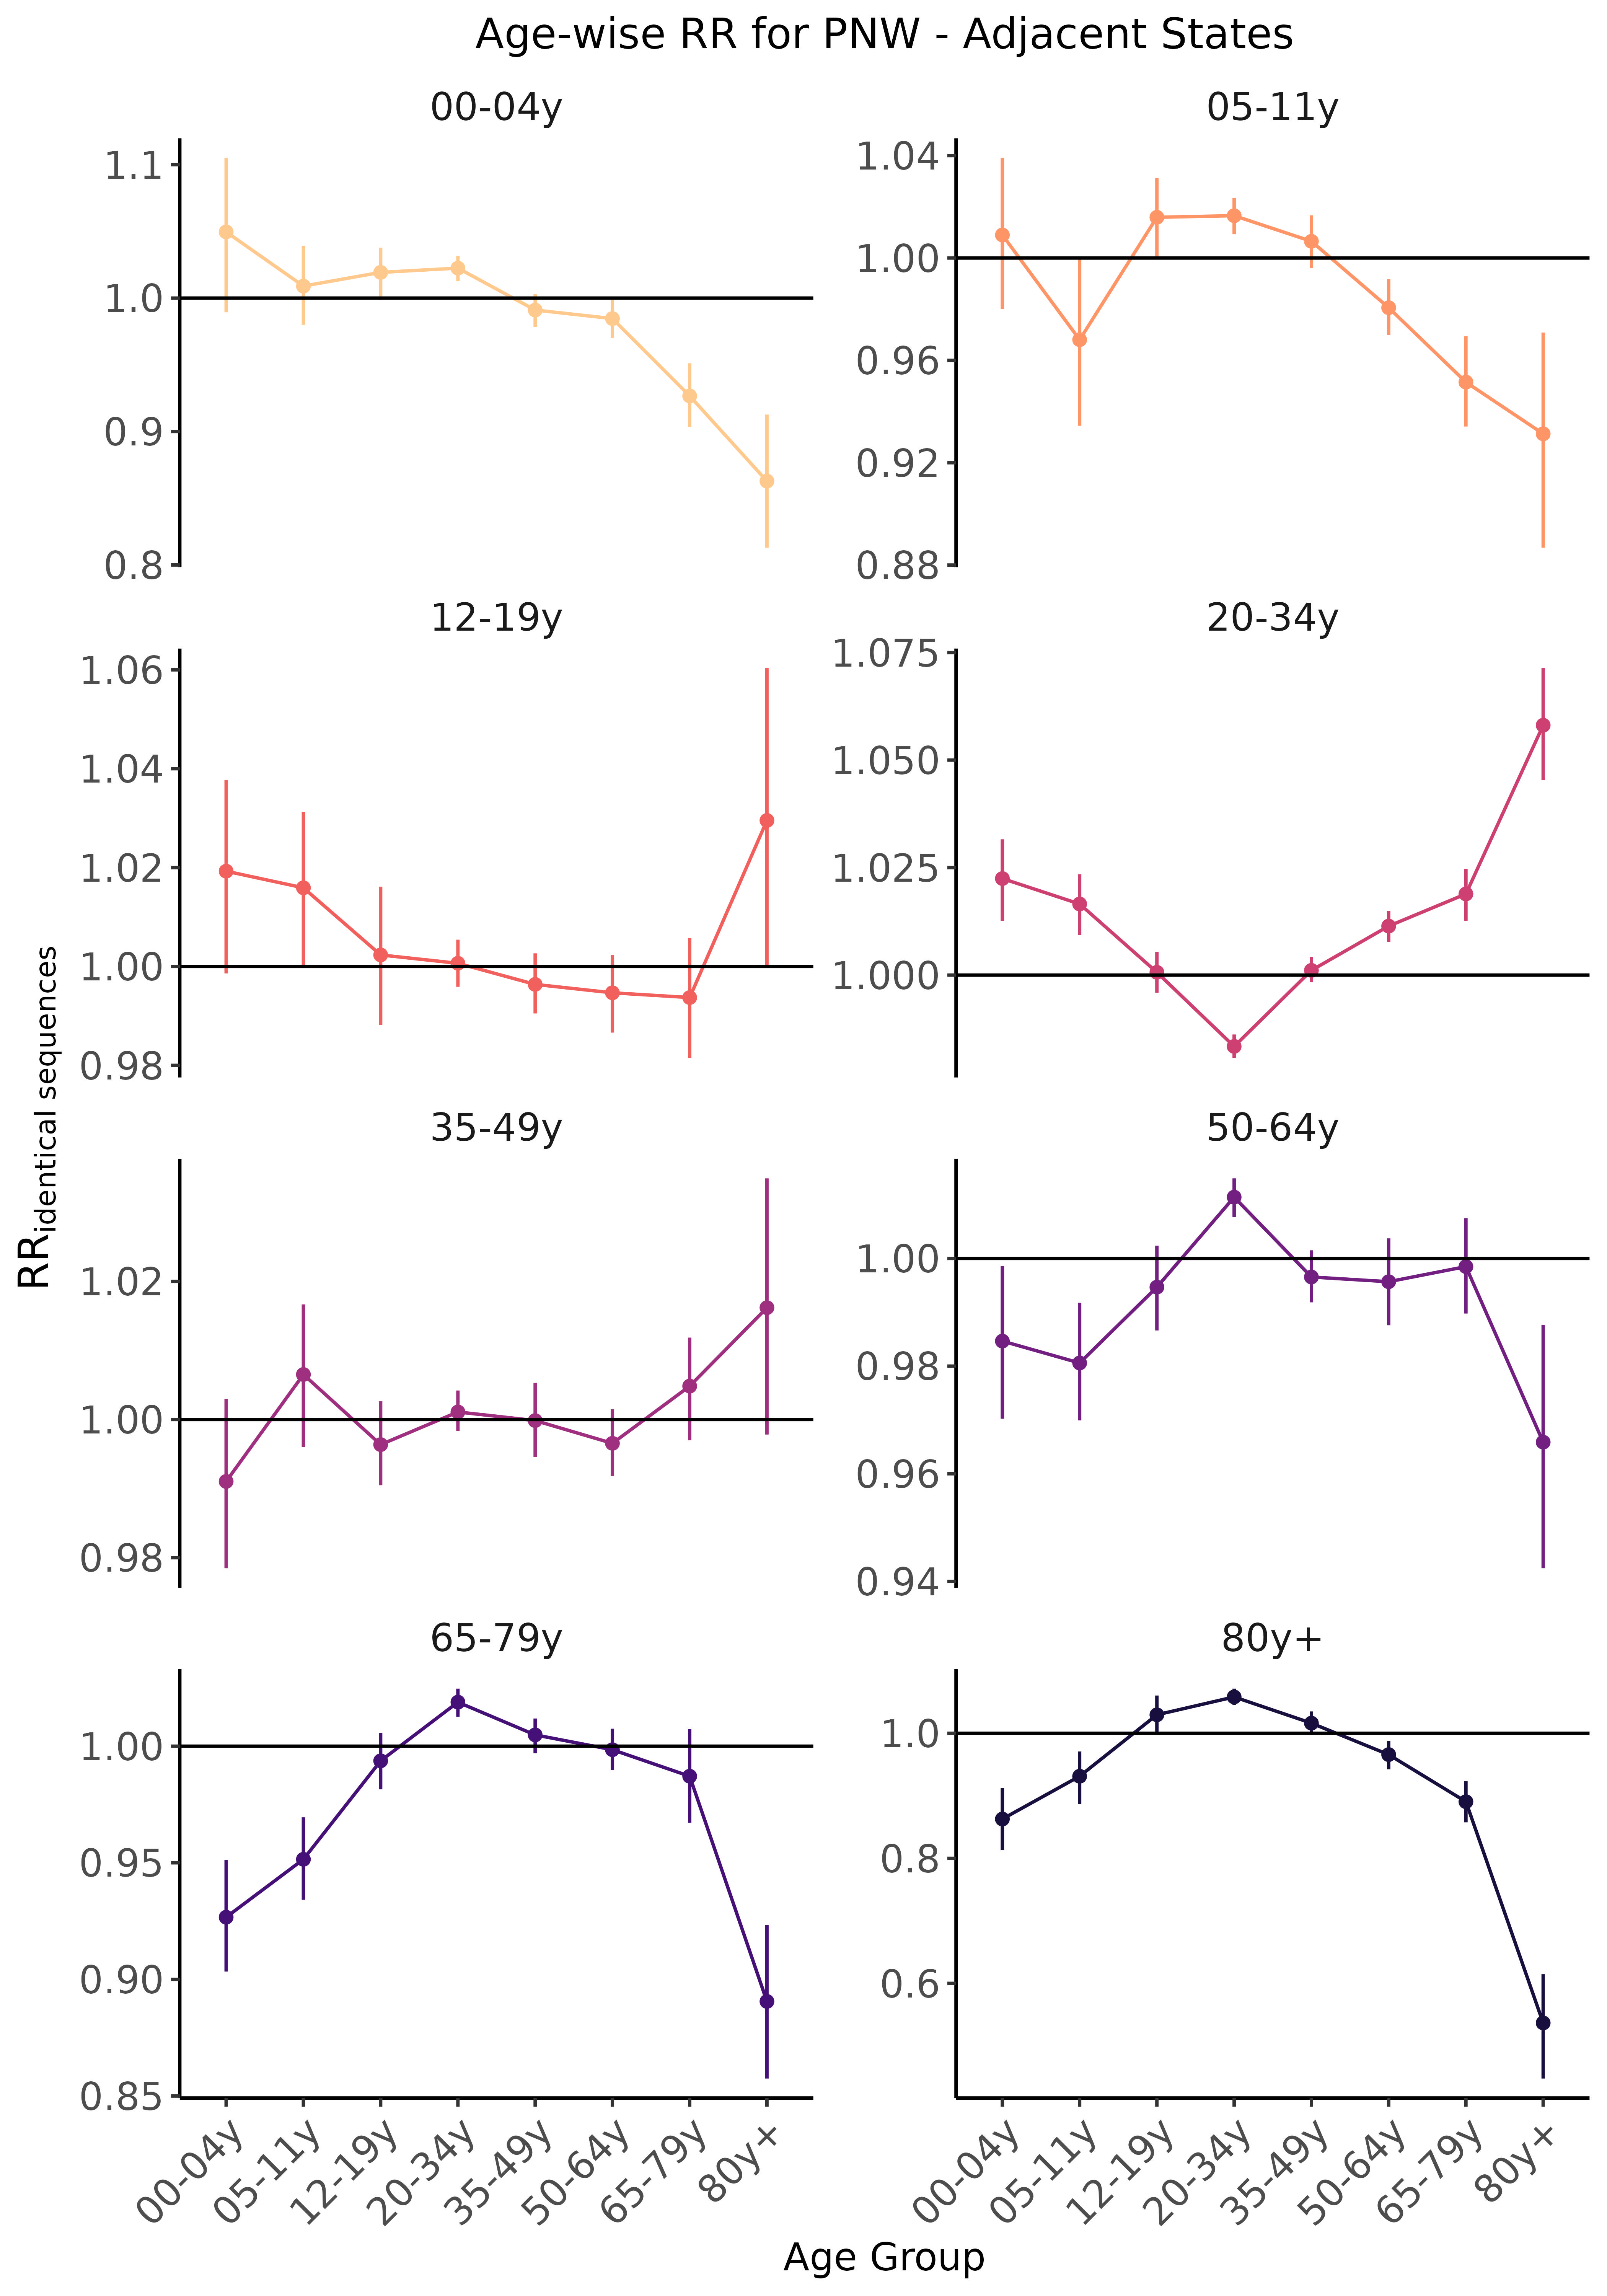 Age-wise RR for PNW - Adjacent States
00-04y
05-11y
1.1
1.0
0.9
0.8
1.04
1.00
0.96
0.92
0.88
12-19y
20-34y
1.06
1.04
1.02
1.00
0.98
1.075
1.050
1.025
1.000
35-49y
50-64y
1.02
1.00
0.98
1.00
0.98
0.96
0.94
65-79y
80y+
1.00
0.95
0.90
0.85
1.0
0.8
0.6
00-04y
05-11y
12-19y
20-34y
35-49y
50-64y
65-79y
80y+
00-04y
05-11y
12-19y
20-34y
35-49y
50-64y
65-79y
80y+
Age Group
RRidentical sequences